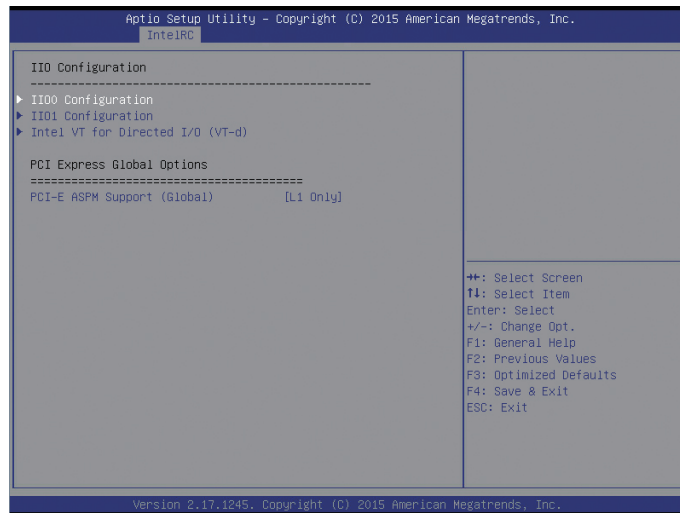 Aptio Setup Utility – Copyright (C) 2015 American Megatrends, Inc.
IntelRC
IIO Configuration
--------------------------------------------------
IIO0 Configuration
IIO1 Configuration
Intel VT for Directed I/O (VT-d)
PCI Express Global Options
========================================
PCI-E ASPM Support (Global) [L1 Only]
→←: Select Screen
↑↓: Select Item
Enter: Select
+/-: Change Opt.
F1: General Help
F2: Previous Values
F3: Optimized Defaults
F4: Save & Exit
ESC: Exit
Version 2.17.1245. Copyright (C) 2015 American Megatrends, Inc.